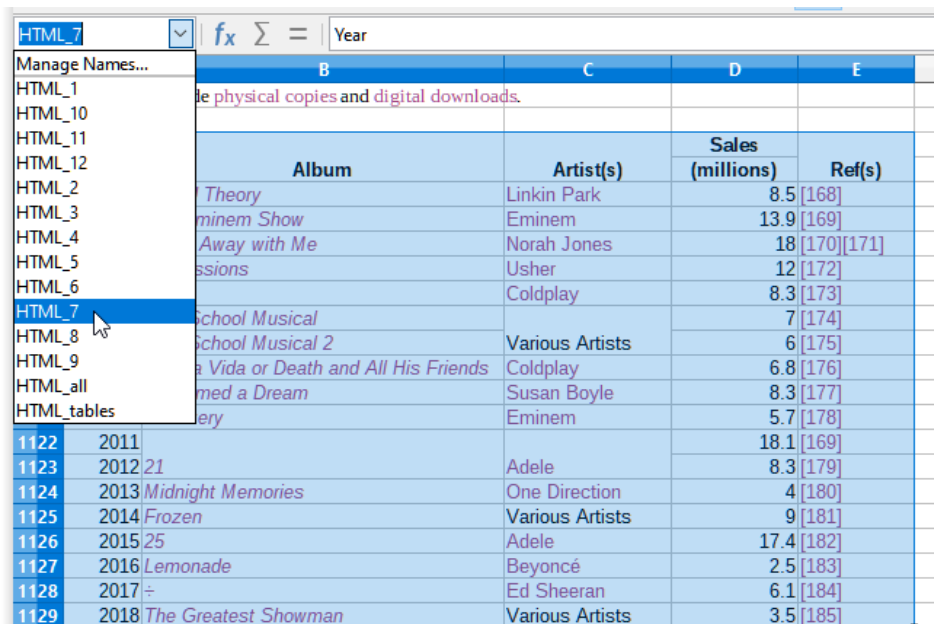 HTML_7 fx Σ = Year
Manage Names...
HTML_1
HTML_10
HTML_11
HTML_12
HTML_2
HTML_3
HTML_4
HTML_5
HTML_6
HTML_7
HTML_8
HTML_9
HTML_all
HTML_tables
B C D E
physical copies and digital downloads.
Sales
Album Artist(s) (millions) Ref(s)
Theory Linkin Park 8.5 [168]
Eminem 13.9 [169]
Away with Me Norah Jones 18 [170][171]
Usher 12 [172]
Coldplay 8.3 [173]
School Musical 7 [174]
School Musical 2 Various Artists 6 [175]
Vida or Death and All His Friends Coldplay 6.8 [176]
a Dream Susan Boyle 8.3 [177]
Eminem 5.7 [178]
1122 2011 18.1 [169]
1123 2012 21 Adele 8.3 [179]
1124 2013 Midnight Memories One Direction 4 [180]
1125 2014 Frozen Various Artists 9 [181]
1126 2015 25 Adele 17.4 [182]
1127 2016 Lemonade Beyoncé 2.5 [183]
1128 2017 ÷ Ed Sheeran 6.1 [184]
1129 2018 The Greatest Showman Various Artists 3.5 [185]